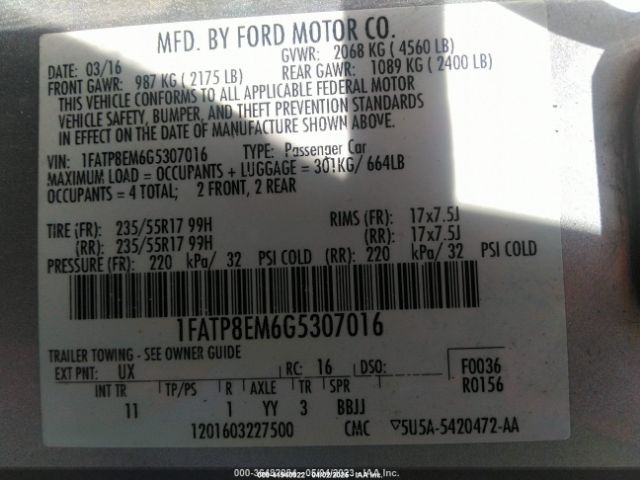 MFD. BY FORD MOTOR CO.
DATE: 03/16
GVWR: 2068 KG ( 4560 LB)
FRONT GAWR: 987 KG ( 2175 LB)
REAR GAWR: 1089 KG ( 2400 LB)
THIS VEHICLE CONFORMS TO ALL APPLICABLE FEDERAL MOTOR
VEHICLE SAFETY, BUMPER, AND THEFT PREVENTION STANDARDS
IN EFFECT ON THE DATE OF MANUFACTURE SHOWN ABOVE.
VIN: 1FATP8EM6G5307016 TYPE: Passenger Car
MAXIMUM LOAD = OCCUPANTS + LUGGAGE = 301KG/ 664LB
OCCUPANTS = 4 TOTAL; 2 FRONT, 2 REAR
TIRE (FR): 235/55R17 99H RIMS (FR): 17x7.5J
(RR): 235/55R17 99H (RR): 17x7.5J
PRESSURE (FR): 220 kPa/ 32 PSI COLD (RR): 220 kPa/ 32 PSI COLD
1FATP8EM6G5307016
TRAILER TOWING - SEE OWNER GUIDE
EXT PNT: UX RC: 16 DSO: F0036
INT TR TP/PS R AXLE TR SPR R0156
11 1 YY 3 BBJJ
1201603227500 CMC ▽5U5A-5420472-AA